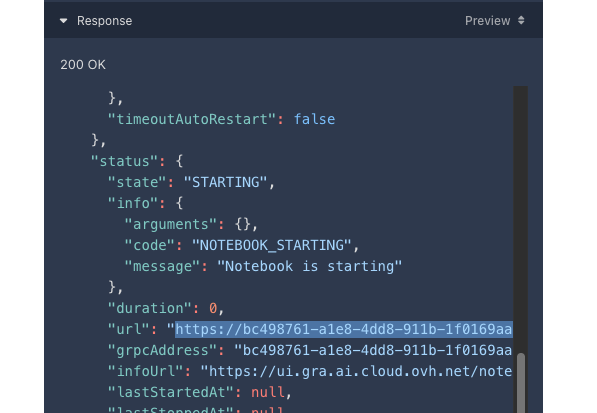 Response Preview
200 OK
},
"timeoutAutoRestart": false
},
"status": {
"state": "STARTING",
"info": {
"arguments": {},
"code": "NOTEBOOK_STARTING",
"message": "Notebook is starting"
},
"duration": 0,
"url": "https://bc498761-a1e8-4dd8-911b-1f0169aa
"grpcAddress": "bc498761-a1e8-4dd8-911b-1f0169aa
"infoUrl": "https://ui.gra.ai.cloud.ovh.net/note
"lastStartedAt": null,
"lastStoppedAt": null